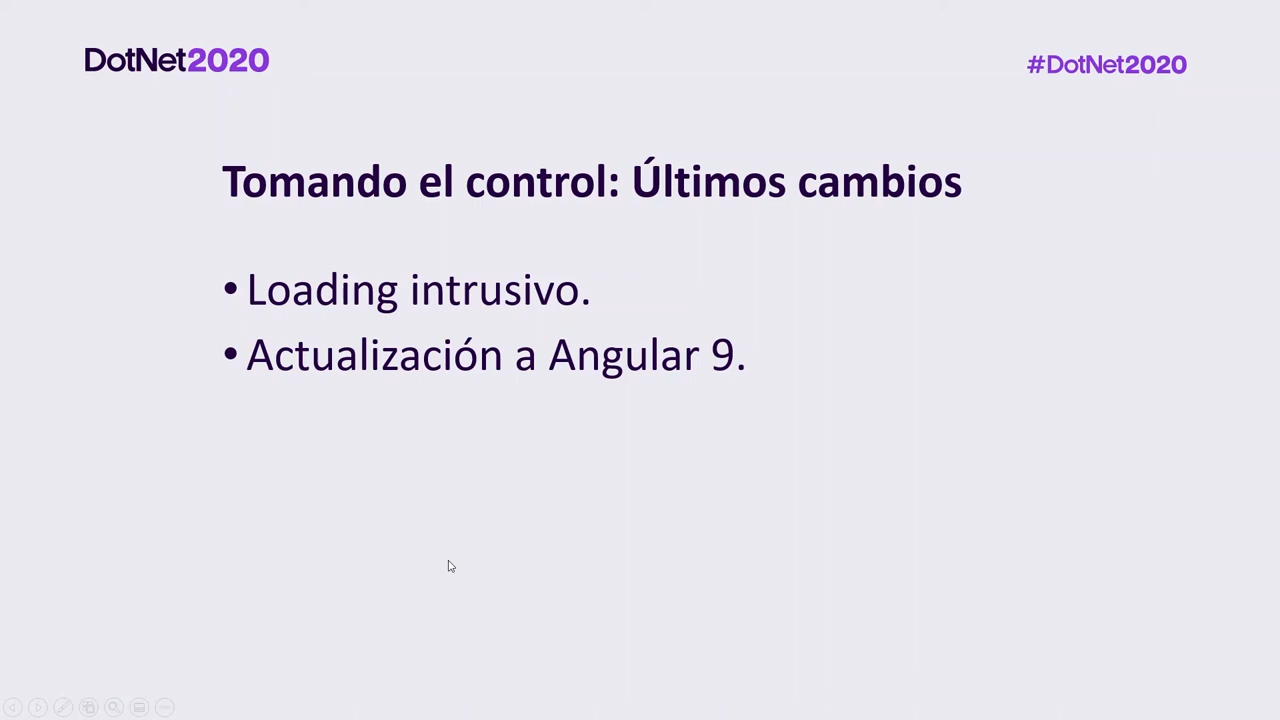 DotNet2020
#DotNet2020
Tomando el control: Últimos cambios
• Loading intrusivo.
• Actualización a Angular 9.